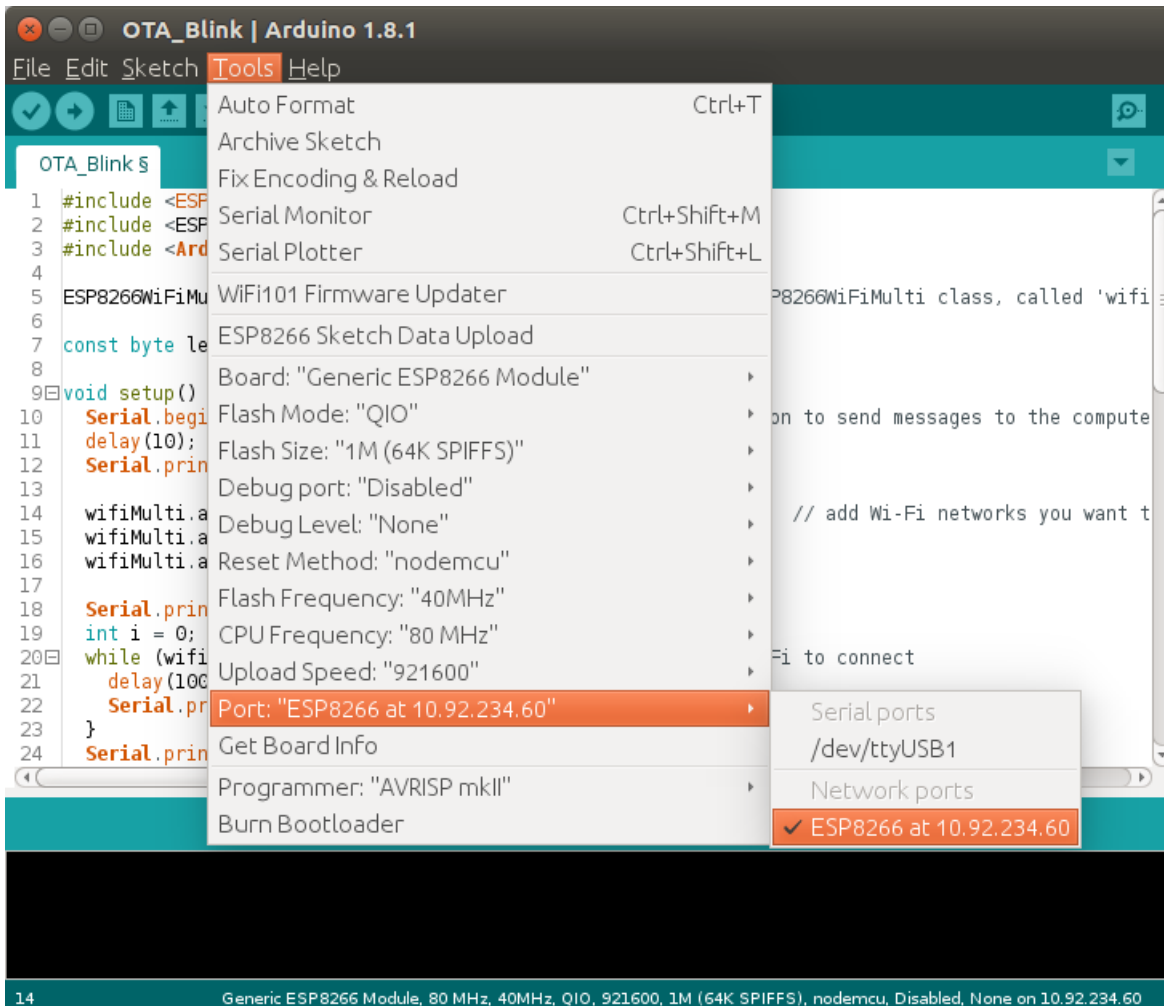 OTA_Blink | Arduino 1.8.1
File Edit Sketch Tools Help
OTA_Blink §
Auto Format Ctrl+T
Archive Sketch
Fix Encoding & Reload
Serial Monitor Ctrl+Shift+M
Serial Plotter Ctrl+Shift+L
WiFi101 Firmware Updater
ESP8266 Sketch Data Upload
Board: "Generic ESP8266 Module"
Flash Mode: "QIO"
Flash Size: "1M (64K SPIFFS)"
Debug port: "Disabled"
Debug Level: "None"
Reset Method: "nodemcu"
Flash Frequency: "40MHz"
CPU Frequency: "80 MHz"
Upload Speed: "921600"
Port: "ESP8266 at 10.92.234.60"
Get Board Info
Programmer: "AVRISP mkII"
Burn Bootloader
Serial ports
/dev/ttyUSB1
Network ports
ESP8266 at 10.92.234.60
1 #include <ESP
2 #include <ESP
3 #include <Ard
4
5 ESP8266WiFiMu P8266WiFiMulti class, called 'wifi
6
7 const byte le
8
9 void setup()
10 Serial.begi on to send messages to the compute
11 delay(10);
12 Serial.prin
13
14 wifiMulti.a // add Wi-Fi networks you want t
15 wifiMulti.a
16 wifiMulti.a
17
18 Serial.prin
19 int i = 0;
20 while (wifi Fi to connect
21 delay(100
22 Serial.pr
23 }
24 Serial.prin
14 Generic ESP8266 Module, 80 MHz, 40MHz, QIO, 921600, 1M (64K SPIFFS), nodemcu, Disabled, None on 10.92.234.60